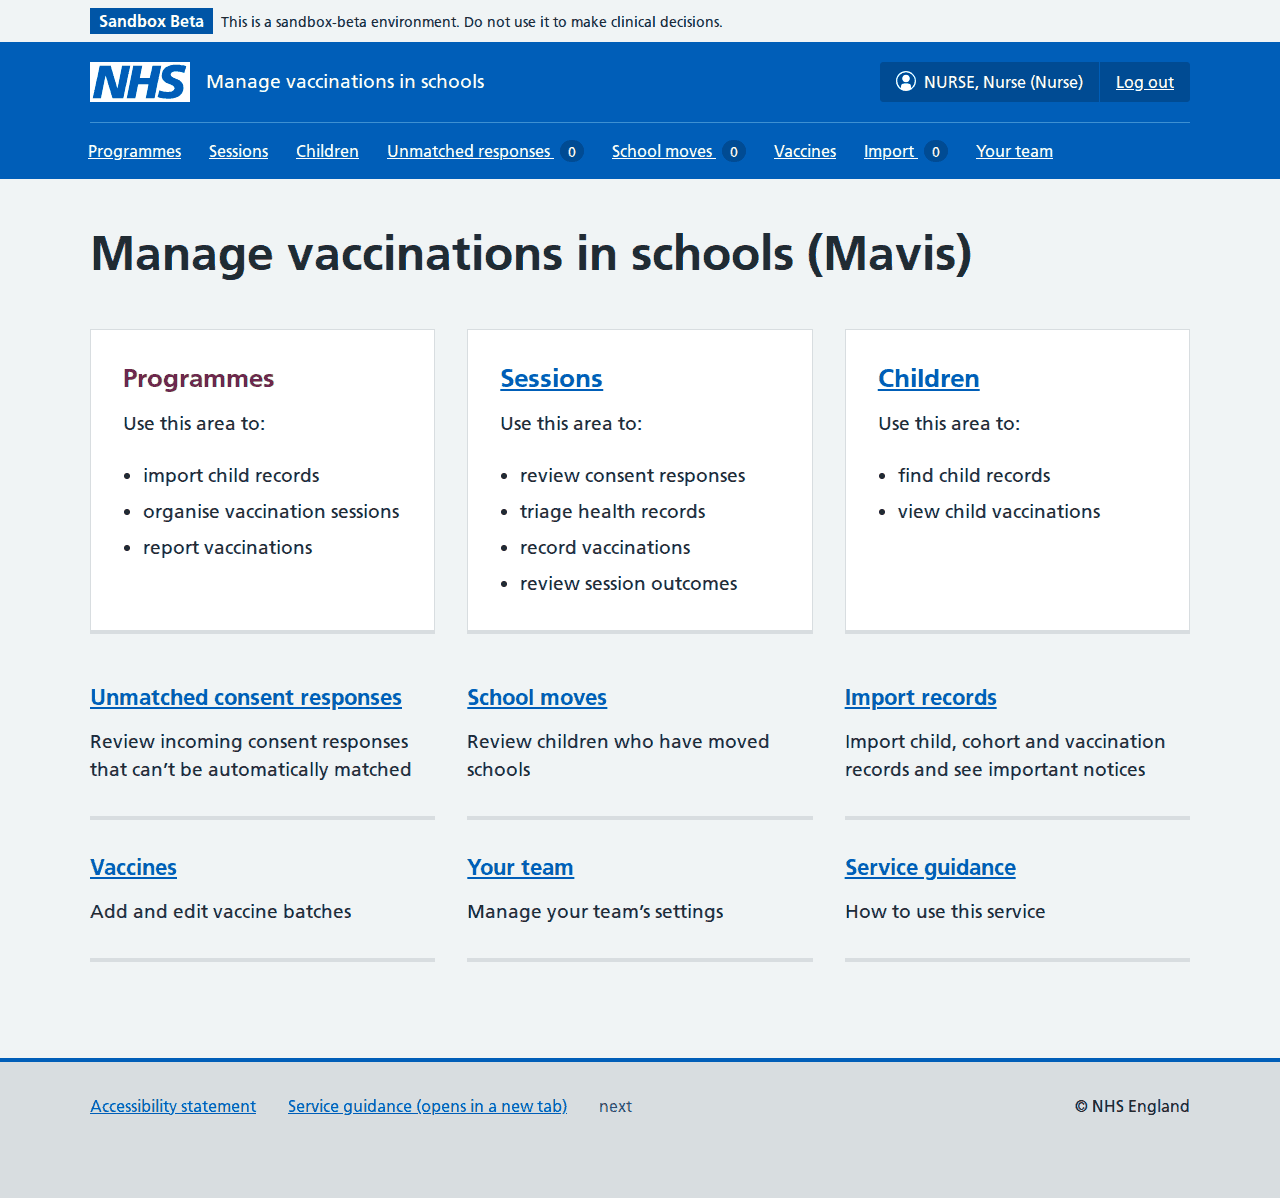 Sandbox Beta This is a sandbox-beta environment. Do not use it to make clinical decisions.
NHS Manage vaccinations in schools NURSE, Nurse (Nurse) Log out
Programmes Sessions Children Unmatched responses 0 School moves 0 Vaccines Import 0 Your team
Manage vaccinations in schools (Mavis)
Programmes
Use this area to:
• import child records
• organise vaccination sessions
• report vaccinations
Sessions
Use this area to:
• review consent responses
• triage health records
• record vaccinations
• review session outcomes
Children
Use this area to:
• find child records
• view child vaccinations
Unmatched consent responses
Review incoming consent responses
that can’t be automatically matched
School moves
Review children who have moved
schools
Import records
Import child, cohort and vaccination
records and see important notices
Vaccines
Add and edit vaccine batches
Your team
Manage your team’s settings
Service guidance
How to use this service
Accessibility statement Service guidance (opens in a new tab) next © NHS England